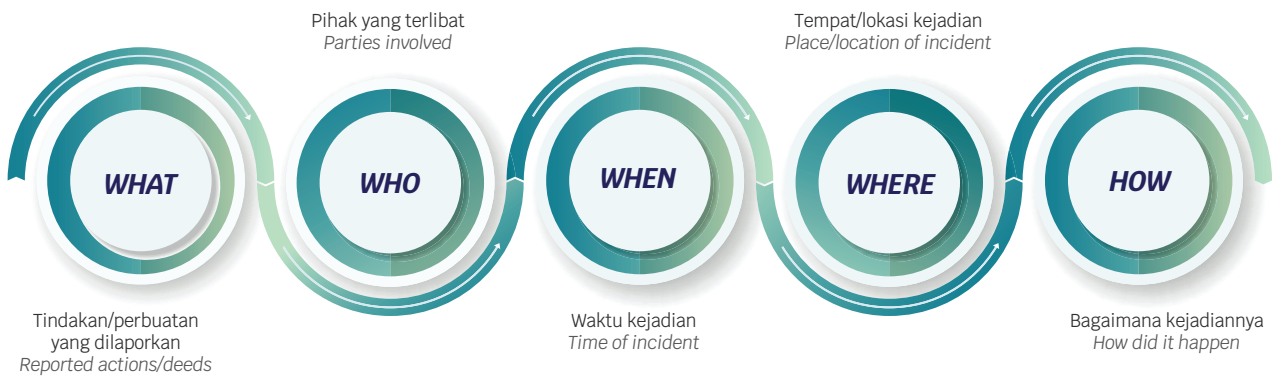 WHAT
Tindakan/perbuatan
yang dilaporkan
Reported actions/deeds
Pihak yang terlibat
Parties involved
WHO
WHEN
Waktu kejadian
Time of incident
Tempat/lokasi kejadian
Place/location of incident
WHERE
HOW
Bagaimana kejadiannya
How did it happen